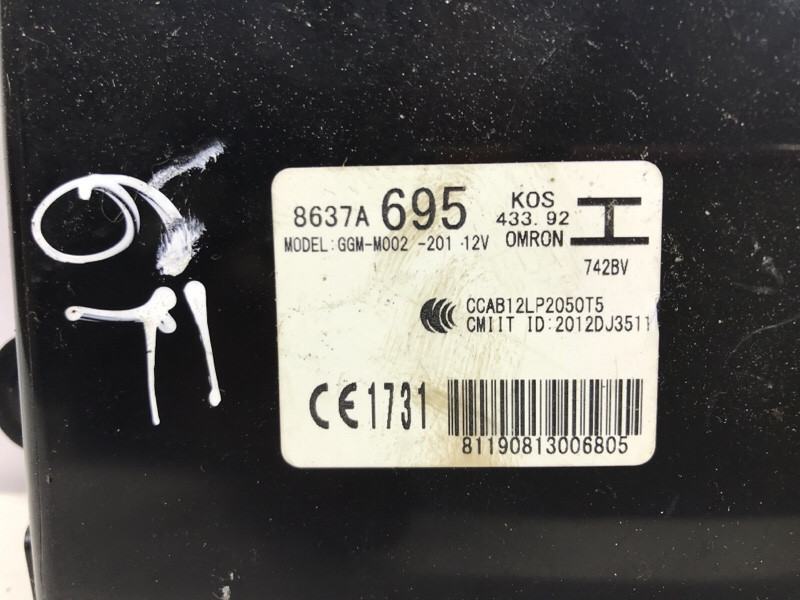 8637A 695 KOS
433.92
MODEL:GGM-M002 -201 12V OMRON H
742BV
CCAB12LP2050T5
CMIIT ID:2012DJ3511
CE1731
81190813006805